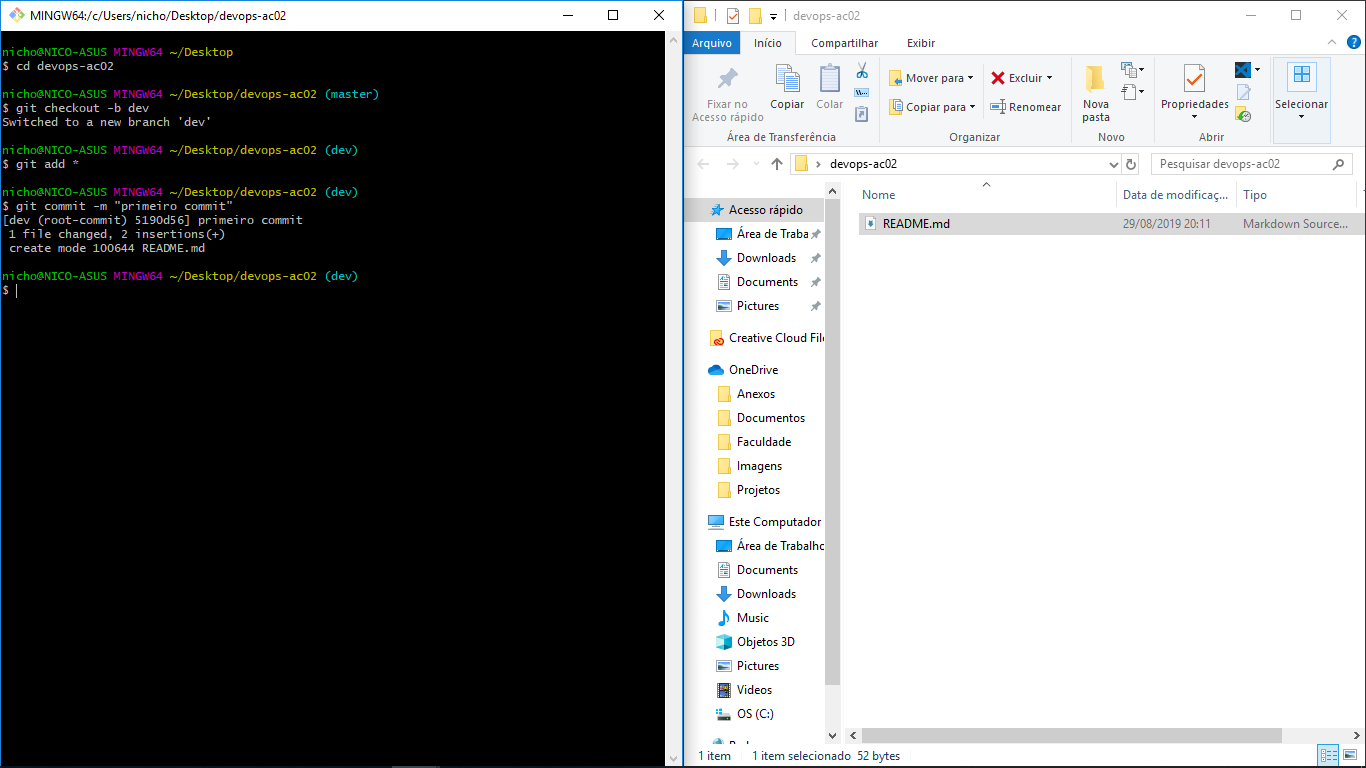 MINGW64:/c/Users/nicho/Desktop/devops-ac02
nicho@NICO-ASUS MINGW64 ~/Desktop
$ cd devops-ac02
nicho@NICO-ASUS MINGW64 ~/Desktop/devops-ac02 (master)
$ git checkout -b dev
Switched to a new branch 'dev'
nicho@NICO-ASUS MINGW64 ~/Desktop/devops-ac02 (dev)
$ git add *
nicho@NICO-ASUS MINGW64 ~/Desktop/devops-ac02 (dev)
$ git commit -m "primeiro commit"
[dev (root-commit) 5190d56] primeiro commit
1 file changed, 2 insertions(+)
create mode 100644 README.md
nicho@NICO-ASUS MINGW64 ~/Desktop/devops-ac02 (dev)
$
devops-ac02
Arquivo Início Compartilhar Exibir
Fixar no
Acesso rápido
Copiar
Colar
Área de Transferência
Mover para
Copiar para
Excluir
Renomear
Organizar
Nova
pasta
Novo
Propriedades
Abrir
Selecionar
devops-ac02
Pesquisar devops-ac02
Nome Data de modificaç... Tipo
README.md 29/08/2019 20:11 Markdown Source...
Acesso rápido
Área de Traba
Downloads
Documents
Pictures
Creative Cloud File
OneDrive
Anexos
Documentos
Faculdade
Imagens
Projetos
Este Computador
Área de Trabalho
Documents
Downloads
Music
Objetos 3D
Pictures
Videos
OS (C:)
1 item 1 item selecionado 52 bytes